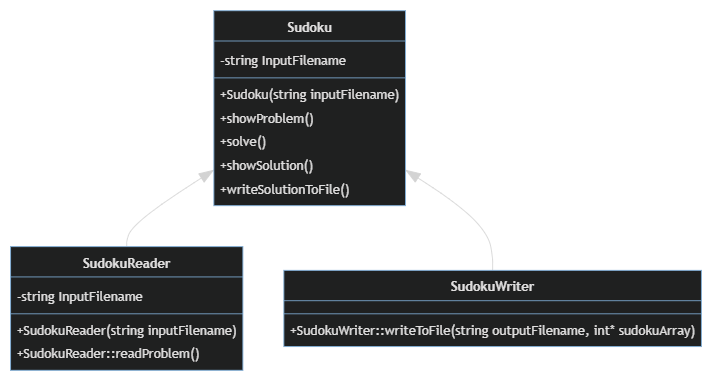 Sudoku
-string InputFilename
+Sudoku(string inputFilename)
+showProblem()
+solve()
+showSolution()
+writeSolutionToFile()
SudokuReader
-string InputFilename
+SudokuReader(string inputFilename)
+SudokuReader::readProblem()
SudokuWriter
+SudokuWriter::writeToFile(string outputFilename, int* sudokuArray)